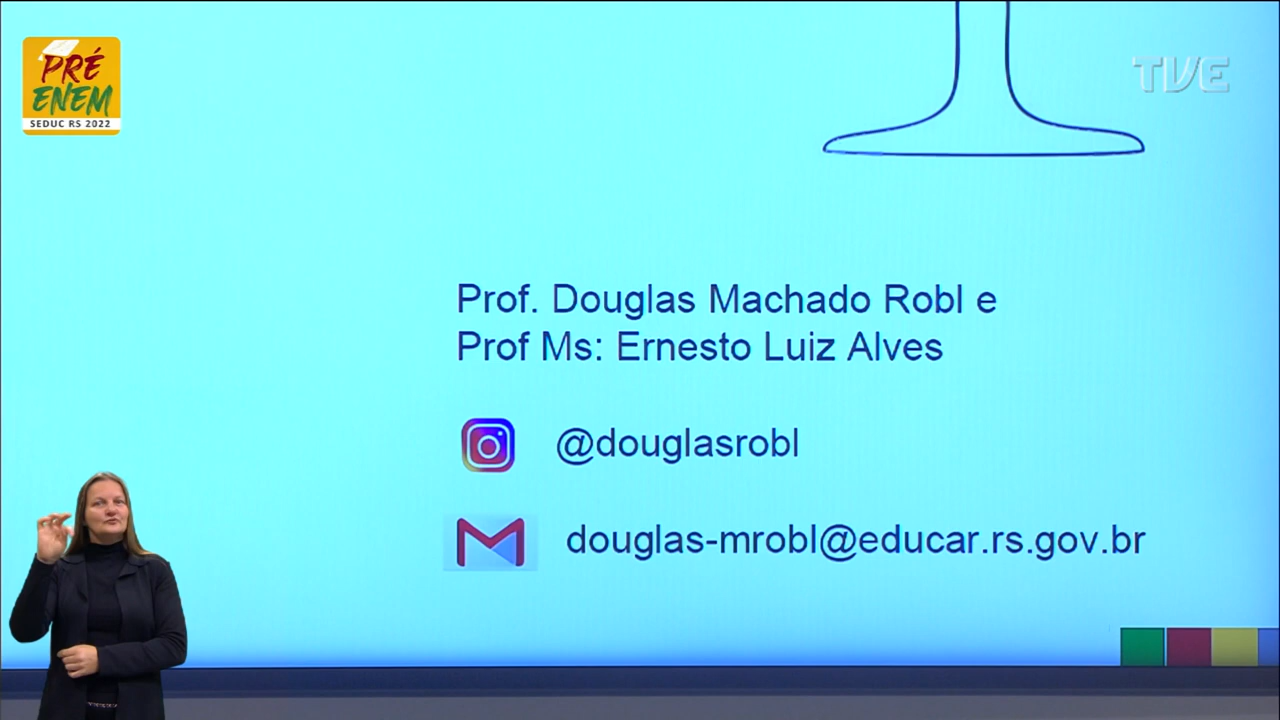 PRÉ
ENEM
SEDUC RS 2022
TVE
Prof. Douglas Machado Robl e
Prof Ms: Ernesto Luiz Alves
@douglasrobl
douglas-mrobl@educar.rs.gov.br